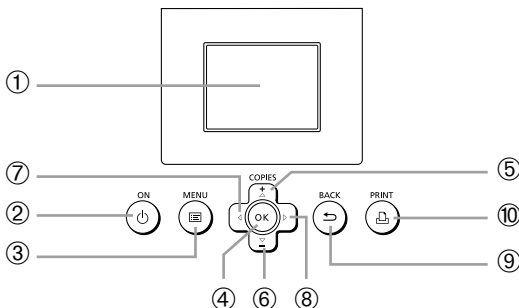 ①
⑦
COPIES
+
⑤
②
ON
MENU
OK
BACK
PRINT
⑩
③
−
⑨
④
⑥
⑧